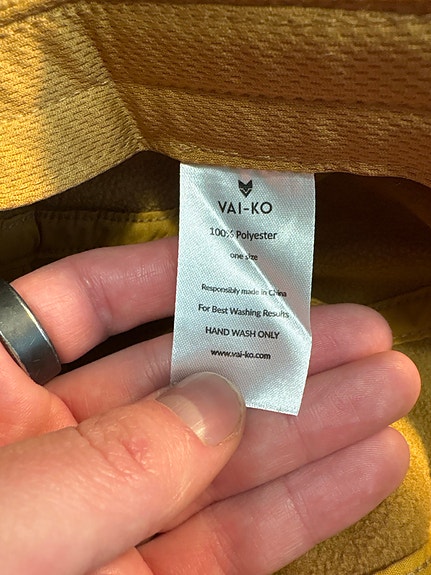 VAI-KO
100% Polyester
one size
Responsibly made in China
For Best Washing Results
HAND WASH ONLY
www.vai-ko.com